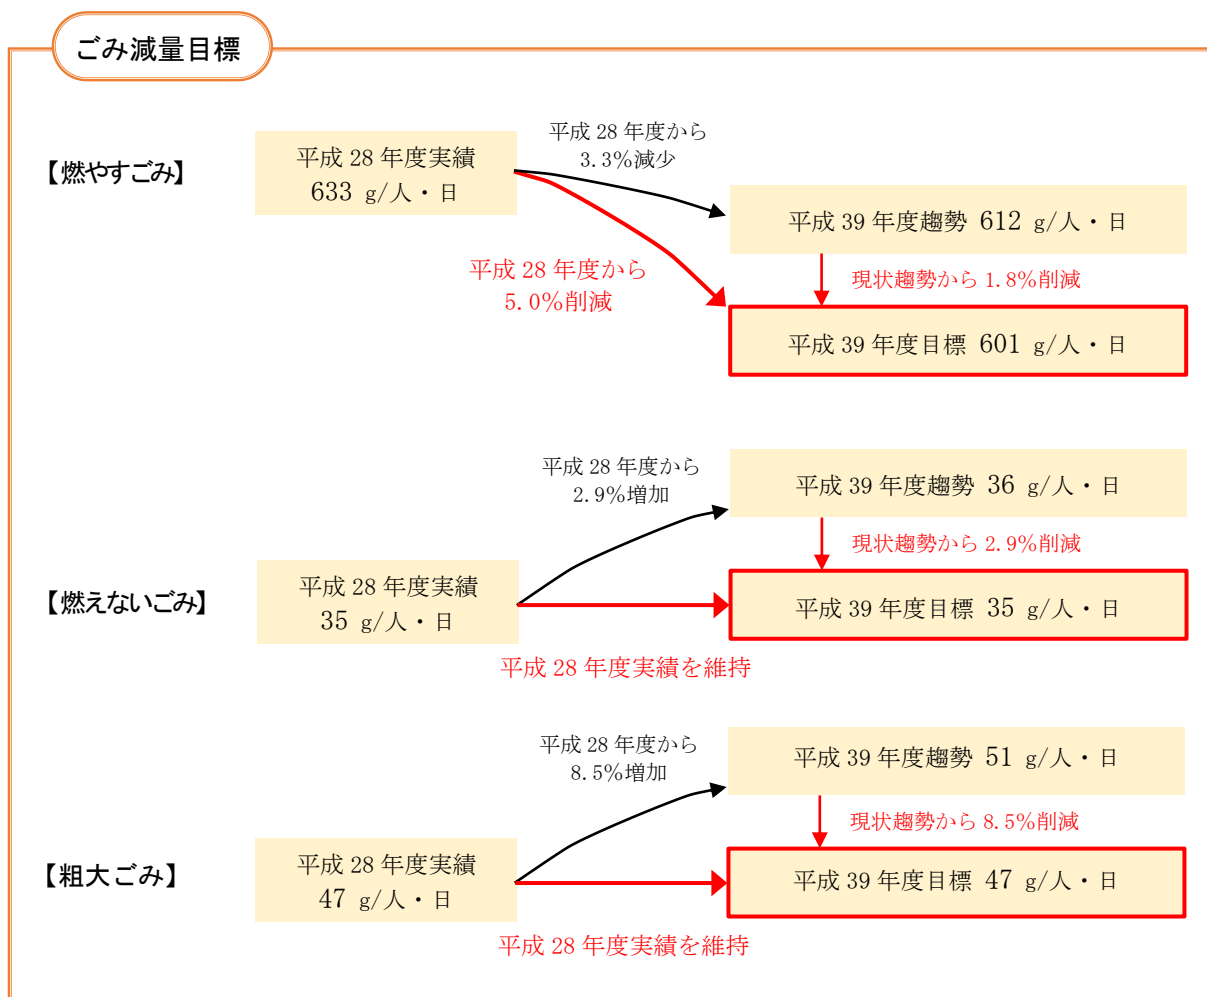 ごみ減量目標
【燃やすごみ】
平成 28 年度実績
633 g/人・日
平成 28 年度から
3.3%減少
平成 39 年度趨勢 612 g/人・日
平成 28 年度から
5.0%削減
現状趨勢から 1.8%削減
平成 39 年度目標 601 g/人・日
【燃えないごみ】
平成 28 年度実績
35 g/人・日
平成 28 年度から
2.9%増加
平成 39 年度趨勢 36 g/人・日
現状趨勢から 2.9%削減
平成 39 年度目標 35 g/人・日
平成 28 年度実績を維持
【粗大ごみ】
平成 28 年度実績
47 g/人・日
平成 28 年度から
8.5%増加
平成 39 年度趨勢 51 g/人・日
現状趨勢から 8.5%削減
平成 39 年度目標 47 g/人・日
平成 28 年度実績を維持